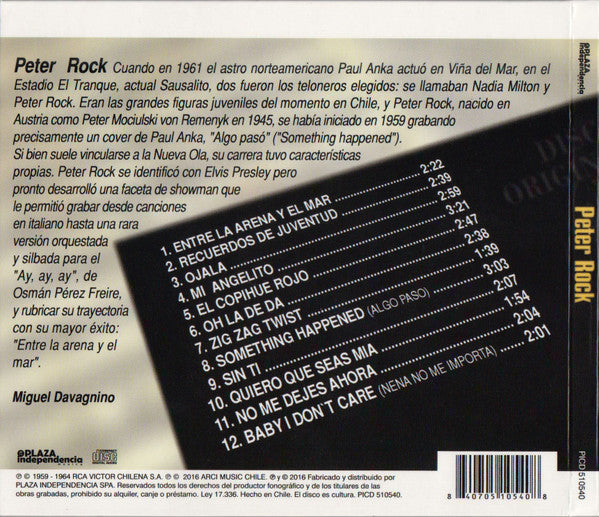 Peter Rock Cuando en 1961 el astro norteamericano Paul Anka actuó en Viña del Mar, en el
Estadio El Tranque, actual Sausalito, dos fueron los teloneros elegidos: se llamaban Nadia Milton y
Peter Rock. Eran las grandes figuras juveniles del momento en Chile, y Peter Rock, nacido en
Austria como Peter Mociulski von Remenyk en 1945, se había iniciado en 1959 grabando
precisamente un cover de Paul Anka, "Algo pasó" ("Something happened").
Si bien suele vincularse a la Nueva Ola, su carrera tuvo características
propias. Peter Rock se identificó con Elvis Presley pero
pronto desarrolló una faceta de showman que
le permitió grabar desde canciones
en italiano hasta una rara
versión orquestada
y silbada para el
"Ay, ay, ay", de
Osmán Pérez Freire,
y rubricar su trayectoria
con su mayor éxito:
"Entre la arena y el
mar".
Miguel Davagnino
1. ENTRE LA ARENA Y EL MAR 2:22
2. RECUERDOS DE JUVENTUD 2:39
3. OJALA 2:59
4. MI ANGELITO 3:21
5. EL COPIHUE ROJO 2:47
6. OH LA DE DA 2:38
7. ZIG ZAG TWIST 1:39
8. SOMETHING HAPPENED (ALGO PASO) 3:03
9. SIN TI 2:07
10. QUIERO QUE SEAS MIA 1:54
11. NO ME DEJES AHORA 2:04
12. BABY I DON'T CARE (NENA NO ME IMPORTA) 2:01
PLAZA
independencia
MÚSICA
COMPACT
disc
DIGITAL AUDIO
℗ © 1959 - 1964 RCA VICTOR CHILENA S.A. ℗ © 2016 ARCI MUSIC CHILE. ℗ y © 2016 Fabricado y distribuido por
PLAZA INDEPENDENCIA SPA. Reservados todos los derechos del productor fonográfico y de los titulares de las
obras grabadas, prohibido su alquiler, canje o préstamo. Ley 17.336. Hecho en Chile. El disco es cultura. PICD 510540.
8 40705 10540 8
PLAZA
independencia
Peter Rock
PICD 510540